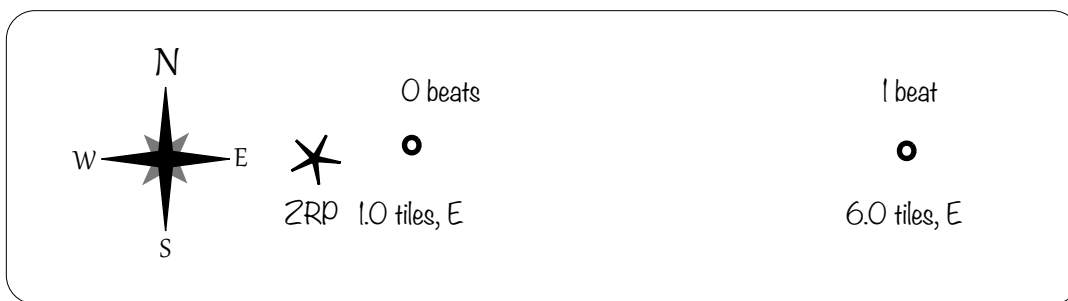 N
W E
S
ZRP
0 beats
1.0 tiles, E
1 beat
6.0 tiles, E